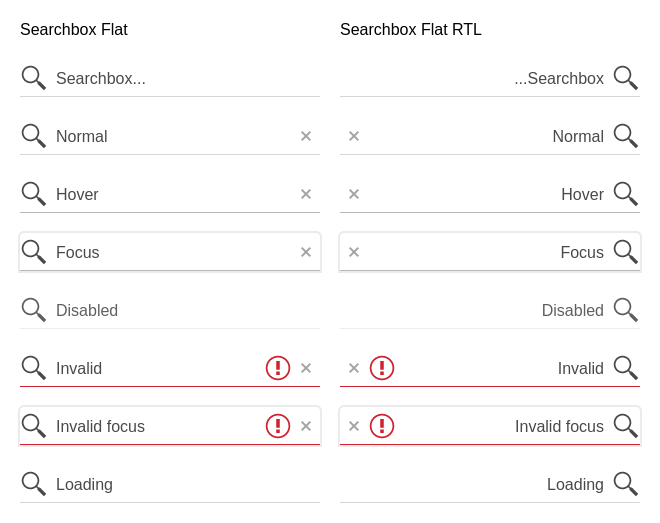 Searchbox Flat
Searchbox...
Normal
Hover
Focus
Disabled
Invalid
Invalid focus
Loading
Searchbox Flat RTL
...Searchbox
Normal
Hover
Focus
Disabled
Invalid
Invalid focus
Loading